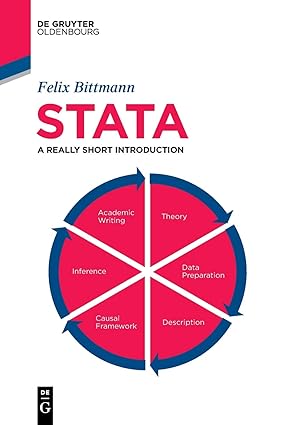 DE GRUYTER
OLDENBOURG
Felix Bittmann
STATA
A REALLY SHORT INTRODUCTION
Academic
Writing
Theory
Inference
Data
Preparation
Causal
Framework
Description
DE
G